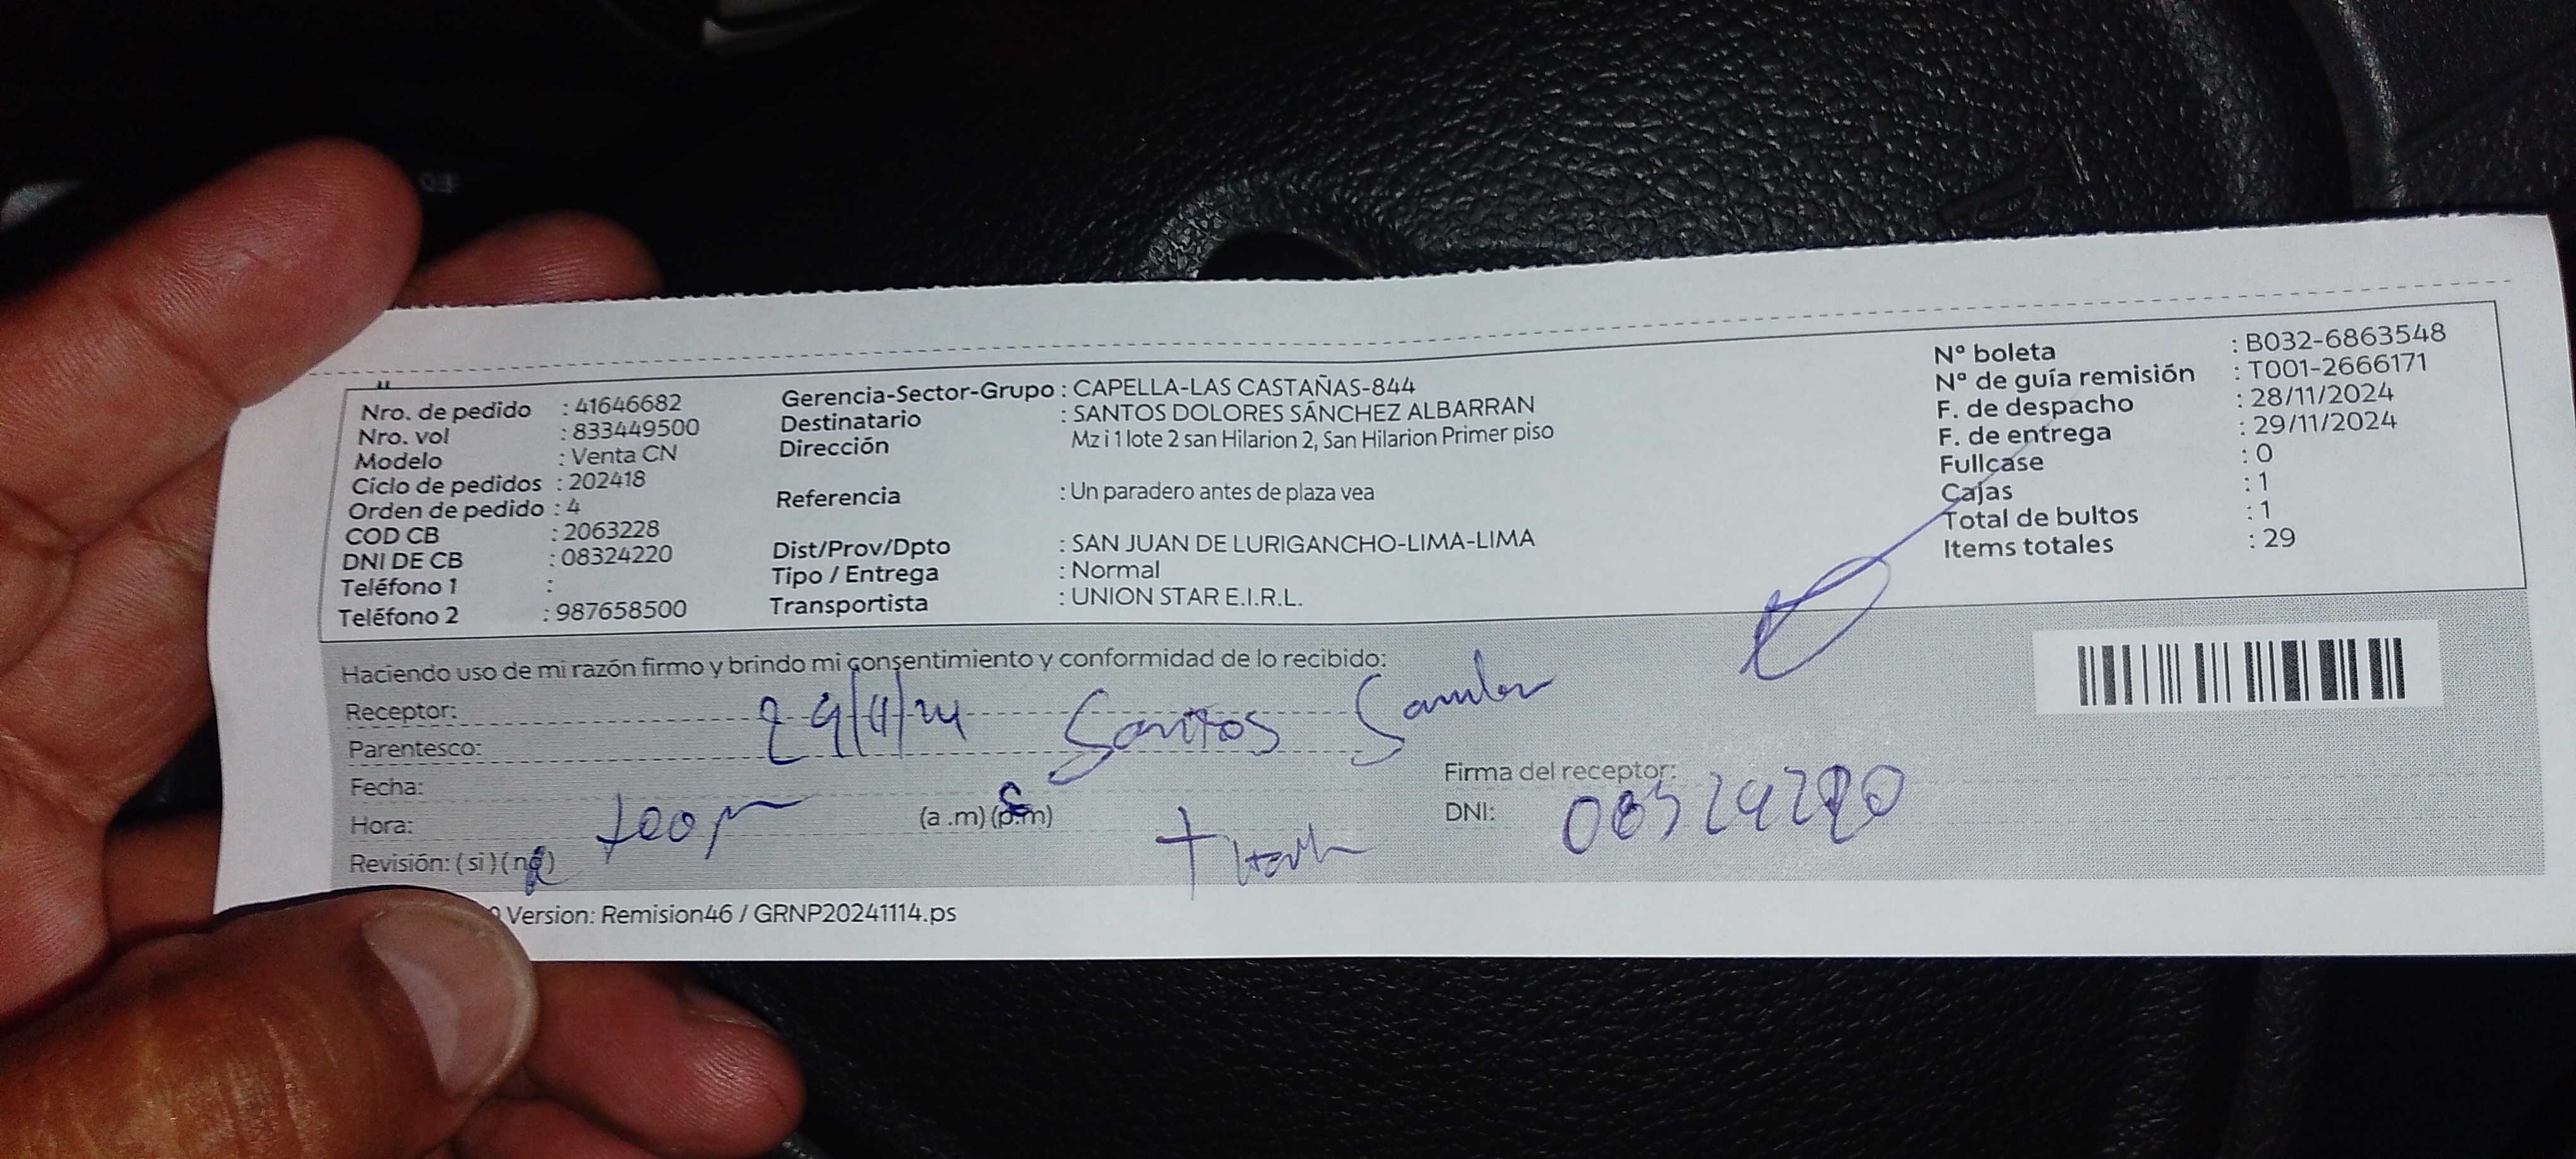 Nro. de pedido : 41646682
Nro. vol : 833449500
Modelo : Venta CN
Ciclo de pedidos : 202418
Orden de pedido : 4
COD CB : 2063228
DNI DE CB : 08324220
Teléfono 1 :
Teléfono 2 : 987658500
Gerencia-Sector-Grupo : CAPELLA-LAS CASTAÑAS-844
Destinatario : SANTOS DOLORES SÁNCHEZ ALBARRAN
Dirección Mz i 1 lote 2 san Hilarion 2, San Hilarion Primer piso
Referencia : Un paradero antes de plaza vea
Dist/Prov/Dpto : SAN JUAN DE LURIGANCHO-LIMA-LIMA
Tipo / Entrega : Normal
Transportista : UNION STAR E.I.R.L.
N° boleta : B032-6863548
Nª de guía remisión : T001-2666171
F. de despacho : 28/11/2024
F. de entrega : 29/11/2024
Fullcase : 0
Cajas : 1
Total de bultos : 1
Items totales : 29
Haciendo uso de mi razón firmo y brindo mi consentimiento y conformidad de lo recibido:
Receptor: 29/11/24 Santos
Parentesco:
Fecha:
Hora: (a .m) (p.m)
Revisión: (si) (no)
Firma del receptor:
DNI: 08324220
Version: Remision46 / GRNP20241114.ps